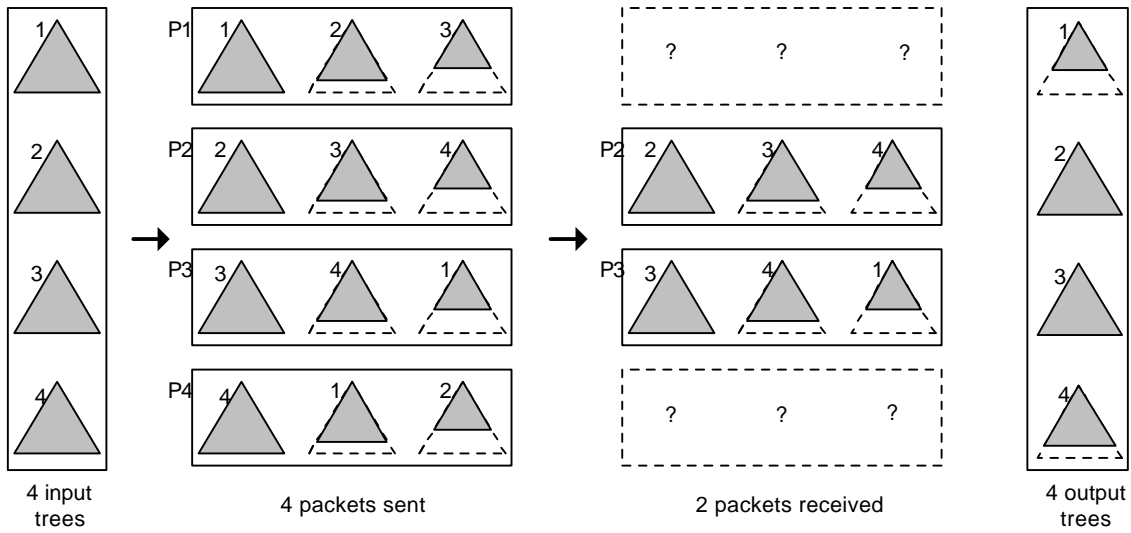 1
2
3
4
4 input
trees
P1 1 2 3
P2 2 3 4
P3 3 4 1
P4 4 1 2
4 packets sent
? ? ?
P2 2 3 4
P3 3 4 1
? ? ?
2 packets received
1
2
3
4
4 output
trees